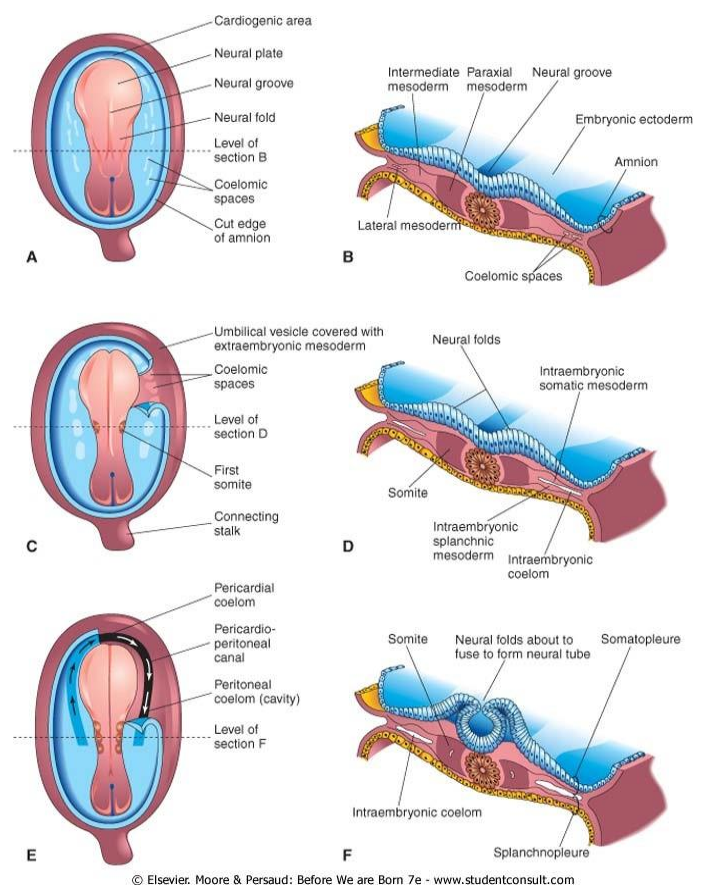 Cardiogenic area
Neural plate
Neural groove
Neural fold
Level of
section B
Coelomic
spaces
Cut edge
of amnion
A
Intermediate
mesoderm
Paraxial
mesoderm
Neural groove
Embryonic ectoderm
Amnion
Lateral mesoderm
Coelomic spaces
B
Umbilical vesicle covered with
extraembryonic mesoderm
Coelomic
spaces
Level of
section D
First
somite
Connecting
stalk
C
Neural folds
Intraembryonic
somatic mesoderm
Somite
Intraembryonic
splanchnic
mesoderm
Intraembryonic
coelom
D
Pericardial
coelom
Pericardio-
peritoneal
canal
Peritoneal
coelom (cavity)
Level of
section F
E
Somite
Neural folds about to
fuse to form neural tube
Somatopleure
Intraembryonic coelom
Splanchnopleure
F
© Elsevier. Moore & Persaud: Before We are Born 7e - www.studentconsult.com